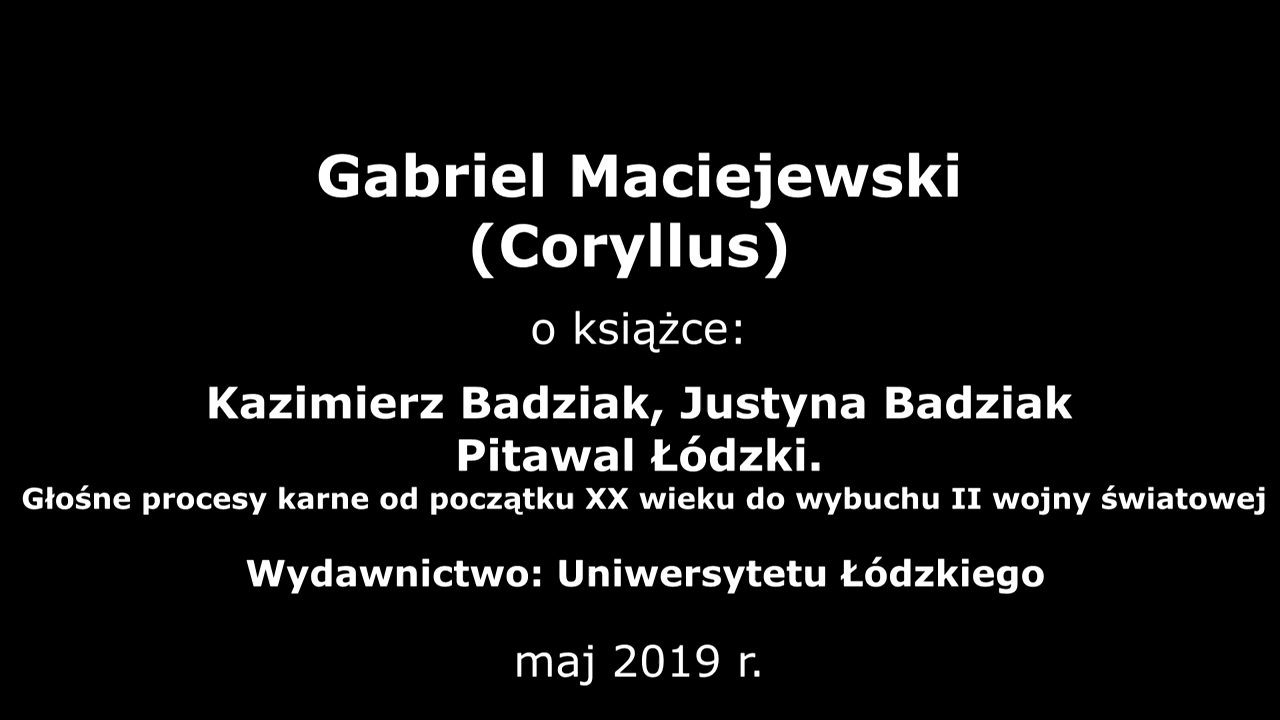 Gabriel Maciejewski
(Coryllus)
o książce:
Kazimierz Badziak, Justyna Badziak
Pitawal Łódzki.
Głośne procesy karne od początku XX wieku do wybuchu II wojny światowej
Wydawnictwo: Uniwersytetu Łódzkiego
maj 2019 r.